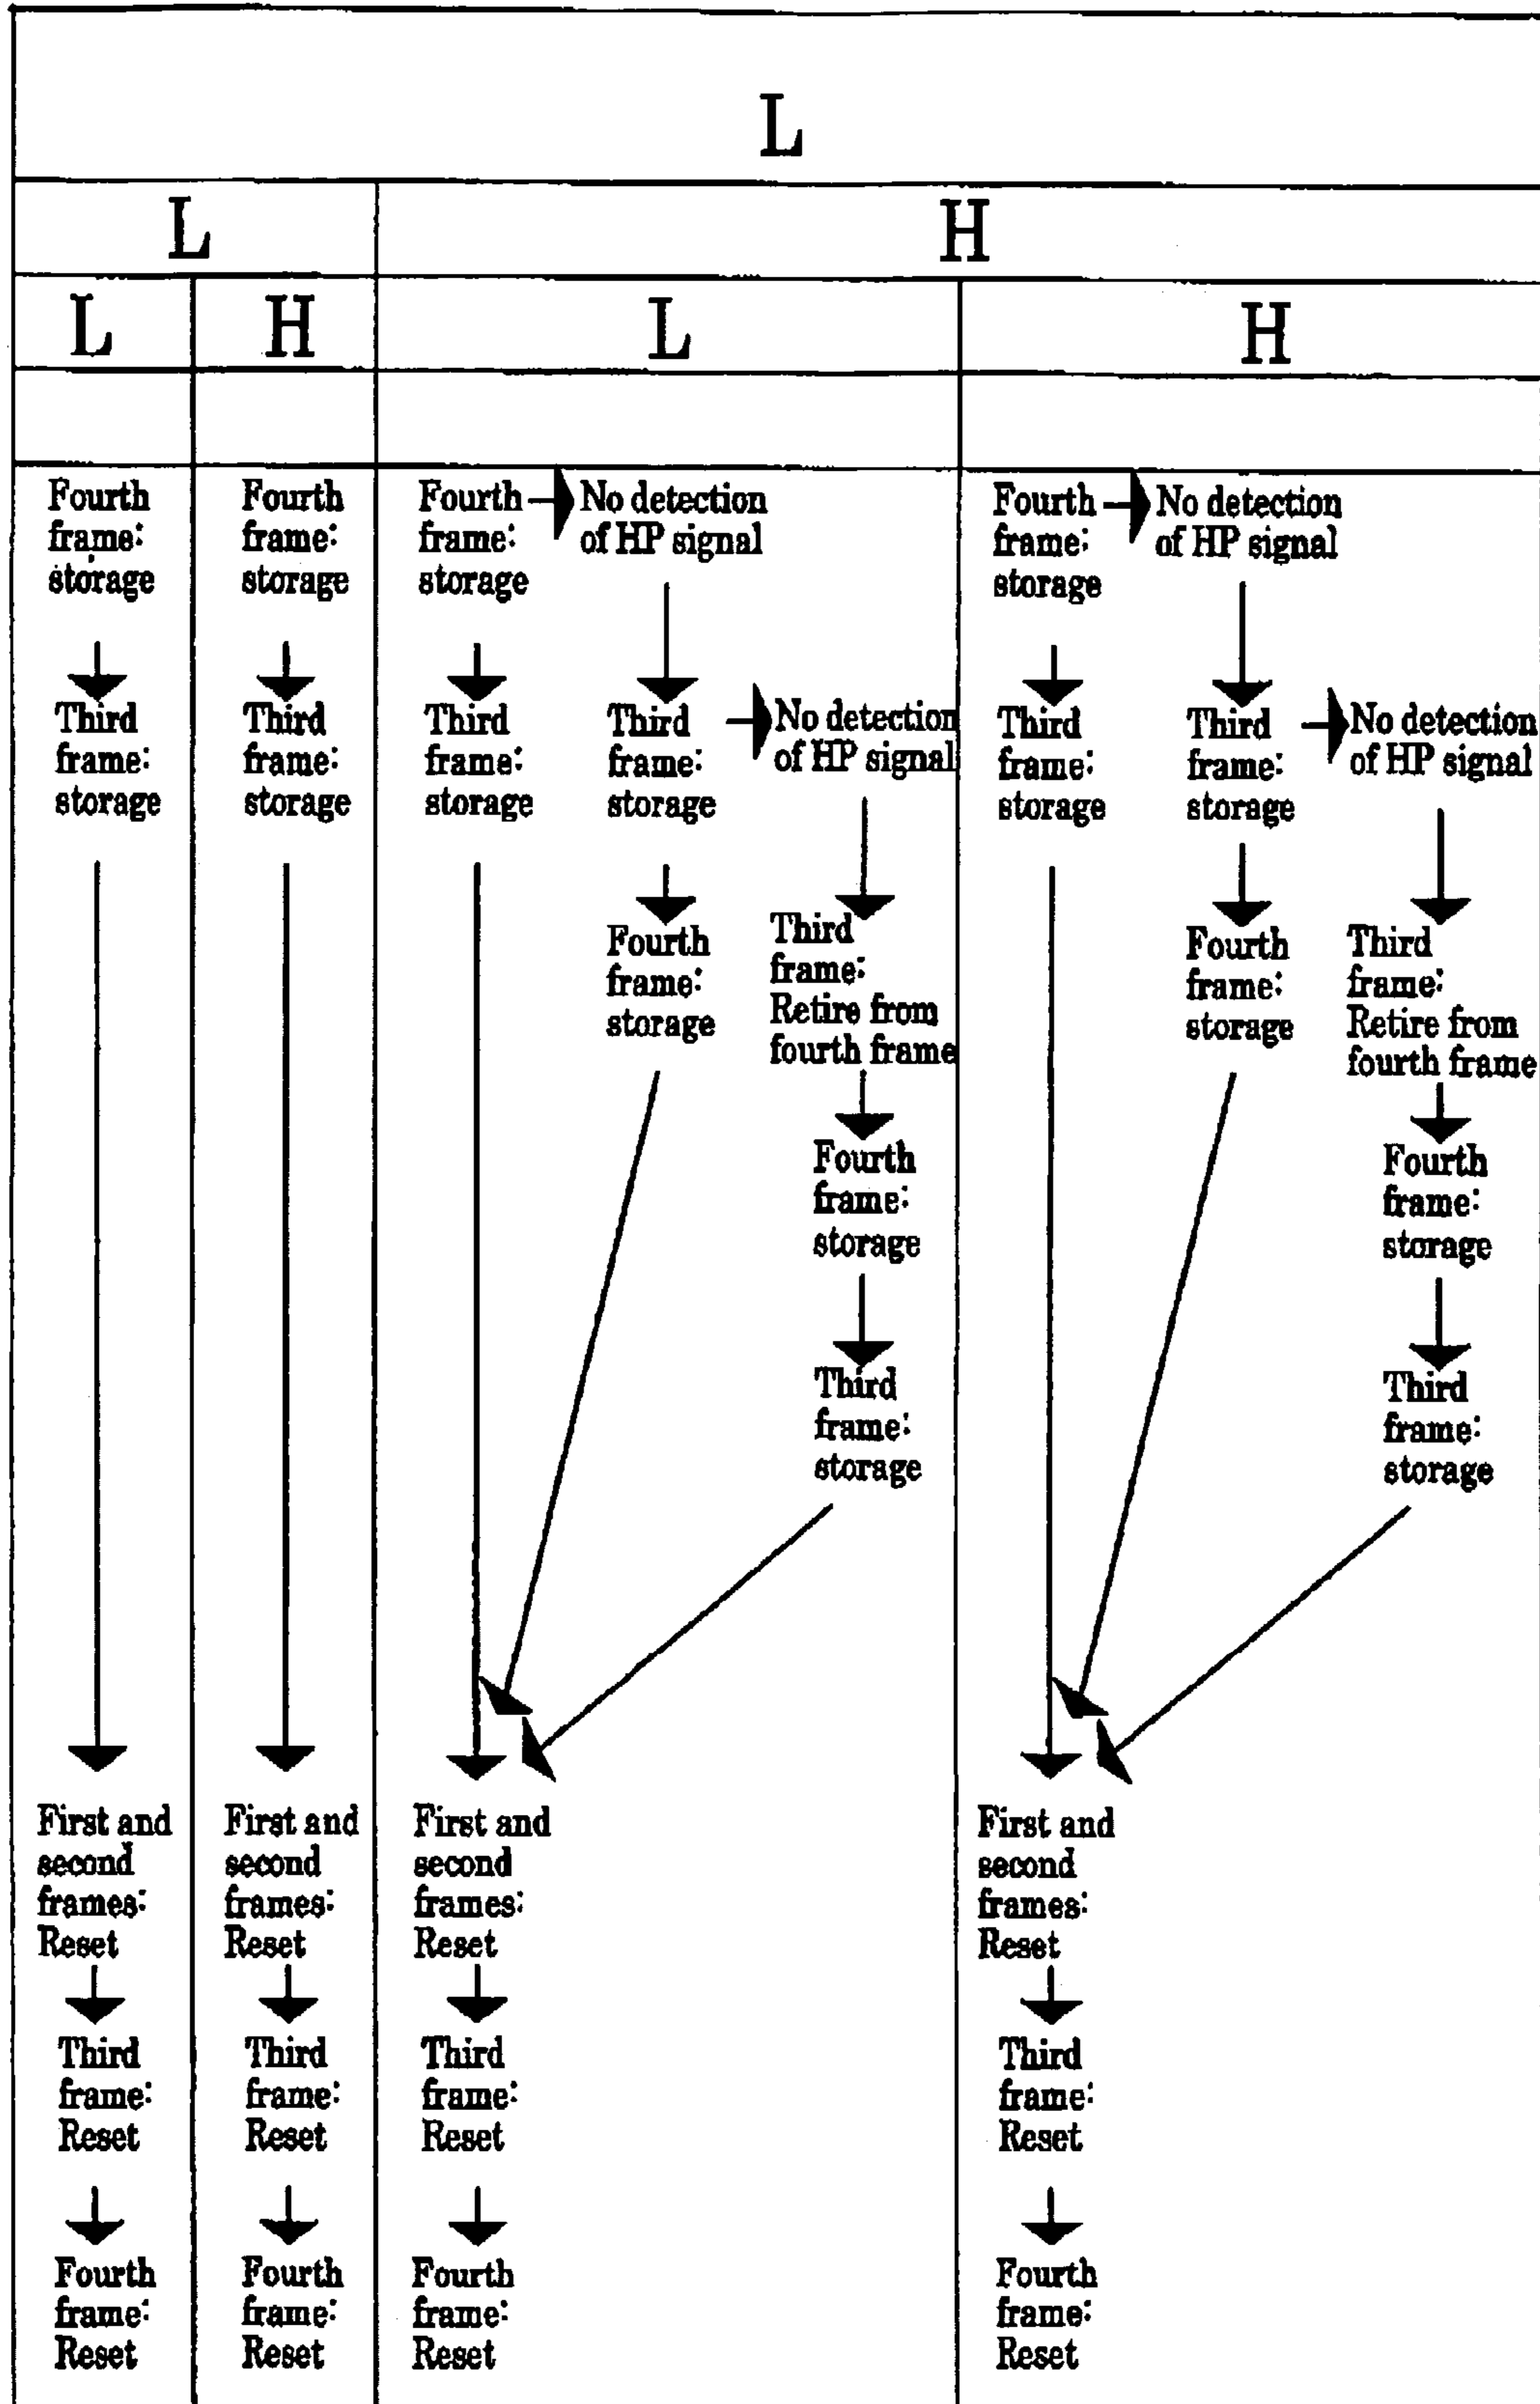 L
L
H
L
H
L
H
Fourth
frame:
storage
Third
frame:
storage
First and
second
frames:
Reset
Third
frame:
Reset
Fourth
frame:
Reset
Fourth
frame:
storage
Third
frame:
storage
First and
second
frames:
Reset
Third
frame:
Reset
Fourth
frame:
Reset
Fourth
frame:
storage
Third
frame:
storage
First and
second
frames:
Reset
Third
frame:
Reset
Fourth
frame:
Reset
No detection
of HP signal
Third
frame:
storage
Fourth
frame:
storage
No detection
of HP signal
Third
frame:
Retire from
fourth frame
Fourth
frame:
storage
Third
frame:
storage
Fourth
frame:
storage
Third
frame:
storage
First and
second
frames:
Reset
Third
frame:
Reset
Fourth
frame:
Reset
No detection
of HP signal
Third
frame:
storage
Fourth
frame:
storage
No detection
of HP signal
Third
frame:
Retire from
fourth frame
Fourth
frame:
storage
Third
frame:
storage